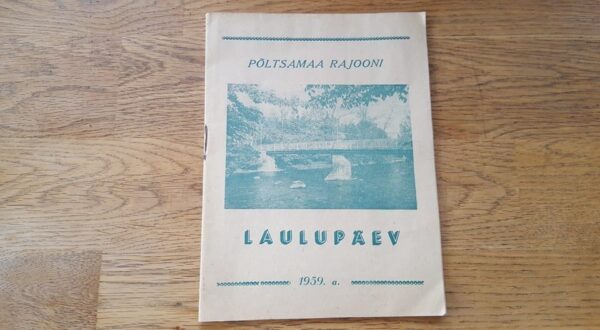 PÕLTSAMAA RAJOONI
LAULUPÄEV
1959. a.